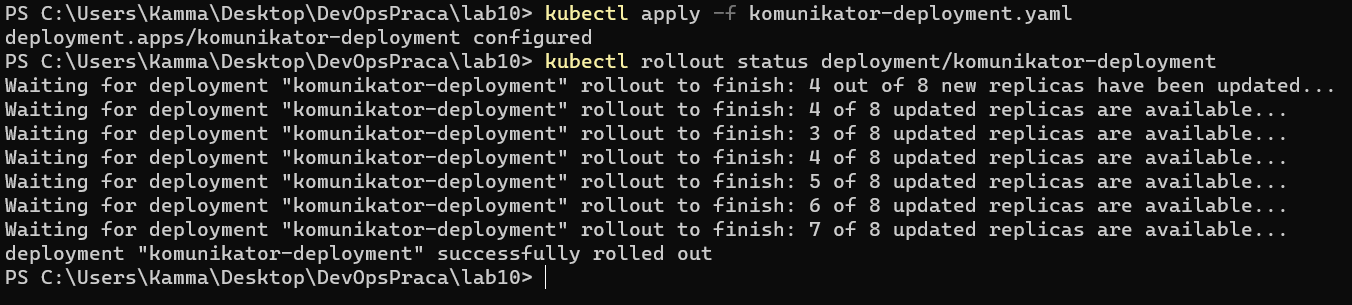 PS C:\Users\Kamma\Desktop\DevOpsPraca\lab10> kubectl apply -f komunikator-deployment.yaml
deployment.apps/komunikator-deployment configured
PS C:\Users\Kamma\Desktop\DevOpsPraca\lab10> kubectl rollout status deployment/komunikator-deployment
Waiting for deployment "komunikator-deployment" rollout to finish: 4 out of 8 new replicas have been updated...
Waiting for deployment "komunikator-deployment" rollout to finish: 4 of 8 updated replicas are available...
Waiting for deployment "komunikator-deployment" rollout to finish: 3 of 8 updated replicas are available...
Waiting for deployment "komunikator-deployment" rollout to finish: 4 of 8 updated replicas are available...
Waiting for deployment "komunikator-deployment" rollout to finish: 5 of 8 updated replicas are available...
Waiting for deployment "komunikator-deployment" rollout to finish: 6 of 8 updated replicas are available...
Waiting for deployment "komunikator-deployment" rollout to finish: 7 of 8 updated replicas are available...
deployment "komunikator-deployment" successfully rolled out
PS C:\Users\Kamma\Desktop\DevOpsPraca\lab10>